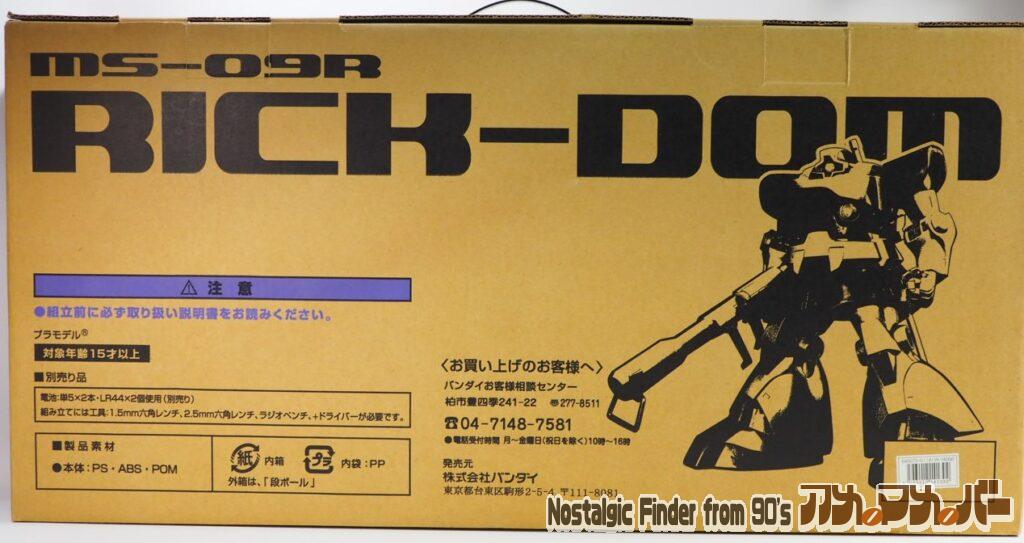 MS-09R
RICK-DOM
⚠ 注意
●組立前に必ず取り扱い説明書をお読みください。
プラモデル®
対象年齢15才以上
■別売り品
電池:単5×2本・LR44×2個使用(別売り)
組み立てには工具:1.5mm六角レンチ、2.5mm六角レンチ、ラジオペンチ、+ドライバーが必要です。
■製品素材
●本体:PS・ABS・POM
紙 内箱
外箱は、「段ボール」
プラ 内袋:PP
〈お買い上げのお客様へ〉
バンダイお客様相談センター
柏市豊四季241-22 〠277-8511
☎04-7148-7581
●電話受付時間 月〜金曜日(祝日を除く)10時〜16時
発売元
株式会社バンダイ
東京都台東区駒形2-5-4 〒111-8081
Nostalgic Finder from 90's アメノマメノバー